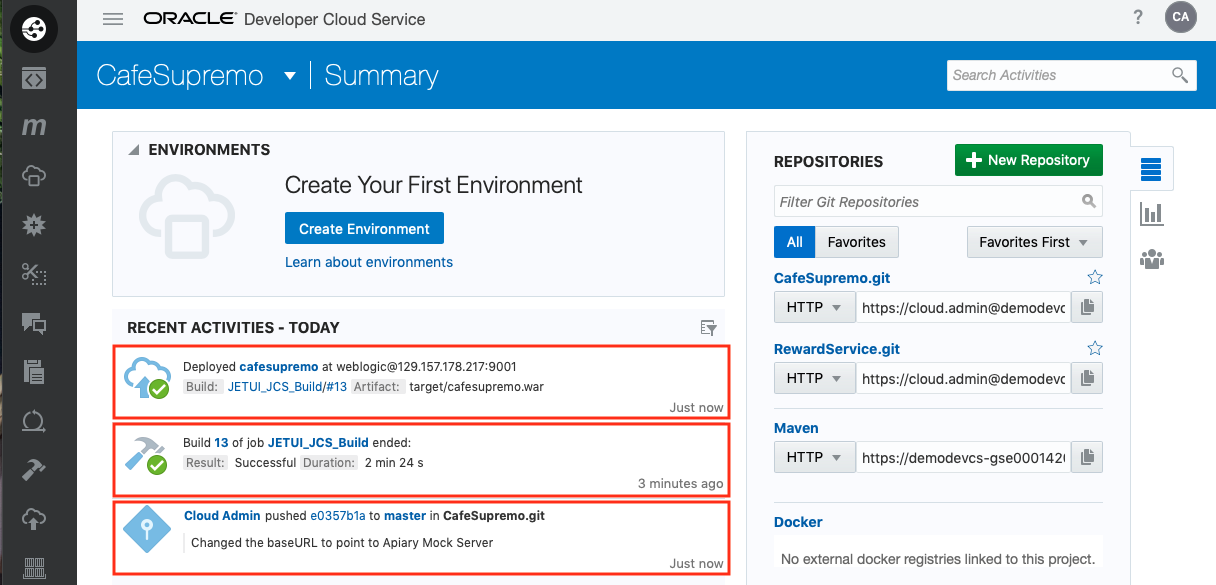 ORACLE Developer Cloud Service
?
CA
CafeSupremo
Summary
Search Activities
m
ENVIRONMENTS
Create Your First Environment
Create Environment
Learn about environments
RECENT ACTIVITIES - TODAY
Deployed cafesupremo at weblogic@129.157.178.217:9001
Build: JETUI_JCS_Build/#13 Artifact: target/cafesupremo.war
Just now
Build 13 of job JETUI_JCS_Build ended:
Result: Successful Duration: 2 min 24 s
3 minutes ago
Cloud Admin pushed e0357b1a to master in CafeSupremo.git
Changed the baseURL to point to Apiary Mock Server
Just now
REPOSITORIES
New Repository
Filter Git Repositories
All Favorites
Favorites First
CafeSupremo.git
HTTP https://cloud.admin@demodevc
RewardService.git
HTTP https://cloud.admin@demodevc
Maven
HTTP https://demodevcs-gse0001420
Docker
No external docker registries linked to this project.